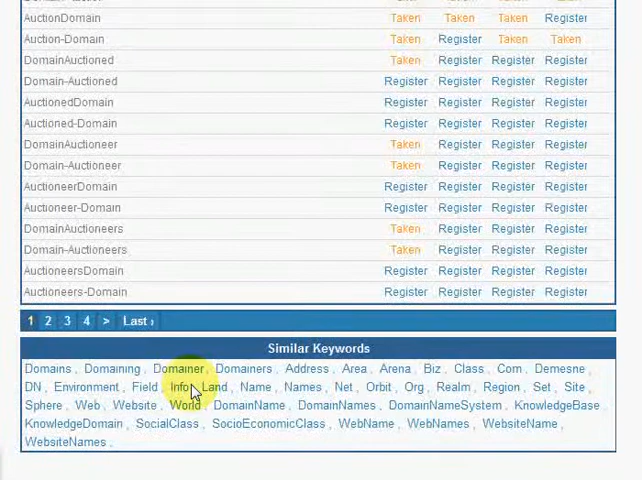 AuctionDomain Taken Taken Taken Register
Auction-Domain Taken Register Taken Taken
DomainAuctioned Taken Register Register Register
Domain-Auctioned Register Register Register Register
AuctionedDomain Register Register Register Register
Auctioned-Domain Register Register Register Register
DomainAuctioneer Taken Register Register Register
Domain-Auctioneer Taken Register Register Register
AuctioneerDomain Register Register Register Register
Auctioneer-Domain Register Register Register Register
DomainAuctioneers Taken Register Register Register
Domain-Auctioneers Taken Register Register Register
AuctioneersDomain Register Register Register Register
Auctioneers-Domain Register Register Register Register
1 2 3 4 > Last ›
Similar Keywords
Domains , Domaining , Domainer , Domainers , Address , Area , Arena , Biz , Class , Com , Demesne ,
DN , Environment , Field , Info , Land , Name , Names , Net , Orbit , Org , Realm , Region , Set , Site ,
Sphere , Web , Website , World , DomainName , DomainNames , DomainNameSystem , KnowledgeBase ,
KnowledgeDomain , SocialClass , SocioEconomicClass , WebName , WebNames , WebsiteName ,
WebsiteNames ,